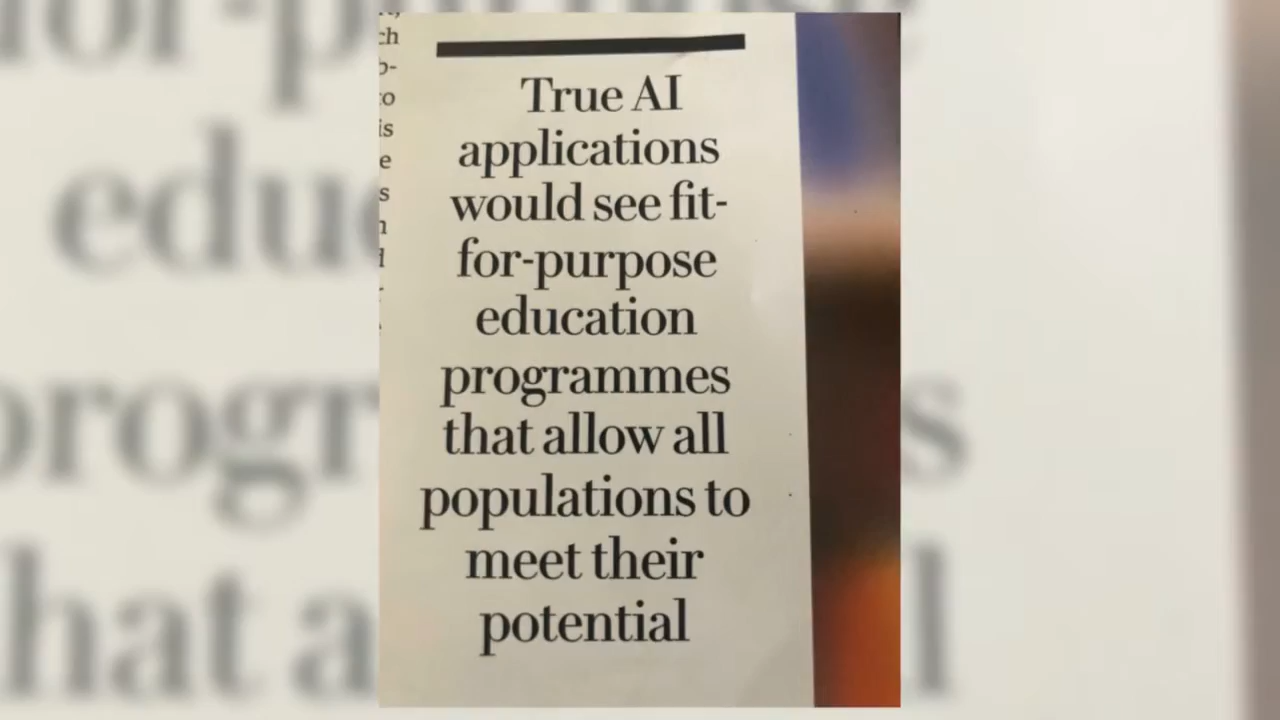 True AI
applications
would see fit-
for-purpose
education
programmes
that allow all
populations to
meet their
potential